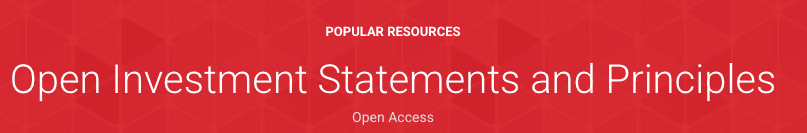 POPULAR RESOURCES
Open Investment Statements and Principles
Open Access